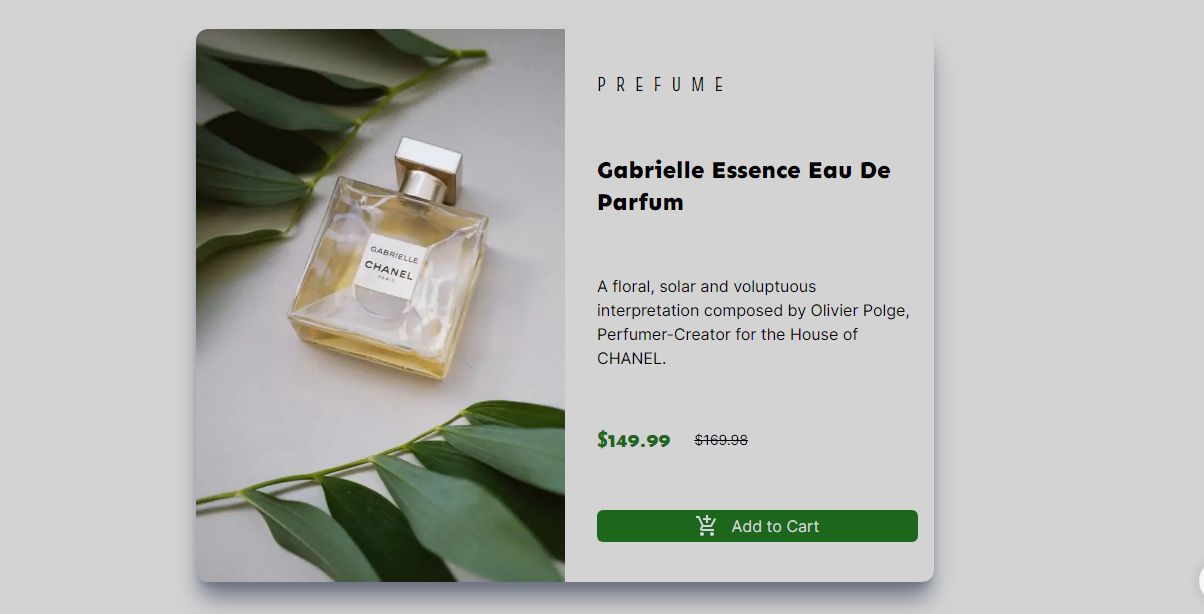 PREFUME
Gabrielle Essence Eau De
Parfum
A floral, solar and voluptuous
interpretation composed by Olivier Polge,
Perfumer-Creator for the House of
CHANEL.
$149.99 $169.98
Add to Cart
GABRIELLE
CHANEL
PARIS